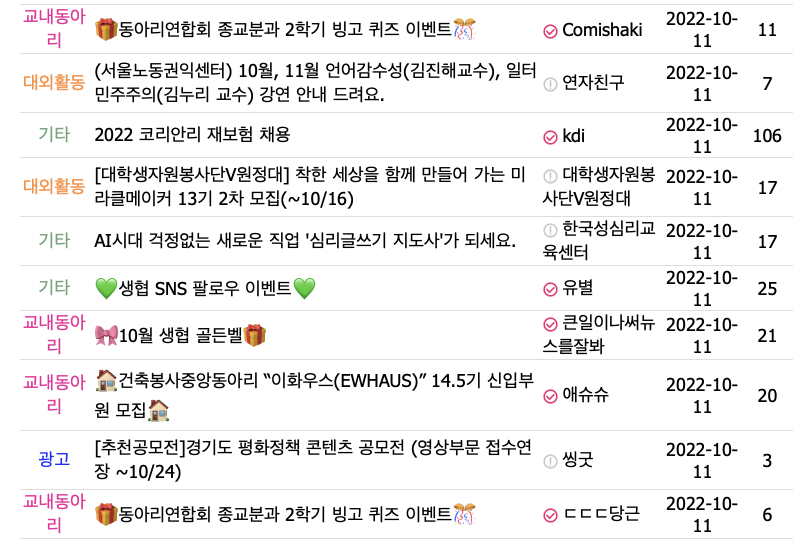 교내동아
리
🎁동아리연합회 종교분과 2학기 빙고 퀴즈 이벤트🎊
Comishaki
2022-10-
11
11
대외활동
(서울노동권익센터) 10월, 11월 언어감수성(김진해교수), 일터
민주주의(김누리 교수) 강연 안내 드려요.
연자친구
2022-10-
11
7
기타
2022 코리안리 재보험 채용
kdi
2022-10-
11
106
대외활동
[대학생자원봉사단V원정대] 착한 세상을 함께 만들어 가는 미
라클메이커 13기 2차 모집(~10/16)
대학생자원봉
사단V원정대
2022-10-
11
17
기타
AI시대 걱정없는 새로운 직업 '심리글쓰기 지도사'가 되세요.
한국성심리교
육센터
2022-10-
11
17
기타
💚생협 SNS 팔로우 이벤트💚
유별
2022-10-
11
25
교내동아
리
🎀10월 생협 골든벨🎁
큰일이나써뉴
스를잘봐
2022-10-
11
21
교내동아
리
🏠건축봉사중앙동아리 “이화우스(EWHAUS)” 14.5기 신입부
원 모집🏠
애슈슈
2022-10-
11
20
광고
[추천공모전]경기도 평화정책 콘텐츠 공모전 (영상부문 접수연
장 ~10/24)
씽굿
2022-10-
11
3
교내동아
리
🎁동아리연합회 종교분과 2학기 빙고 퀴즈 이벤트🎊
ㄷㄷㄷ당근
2022-10-
11
6